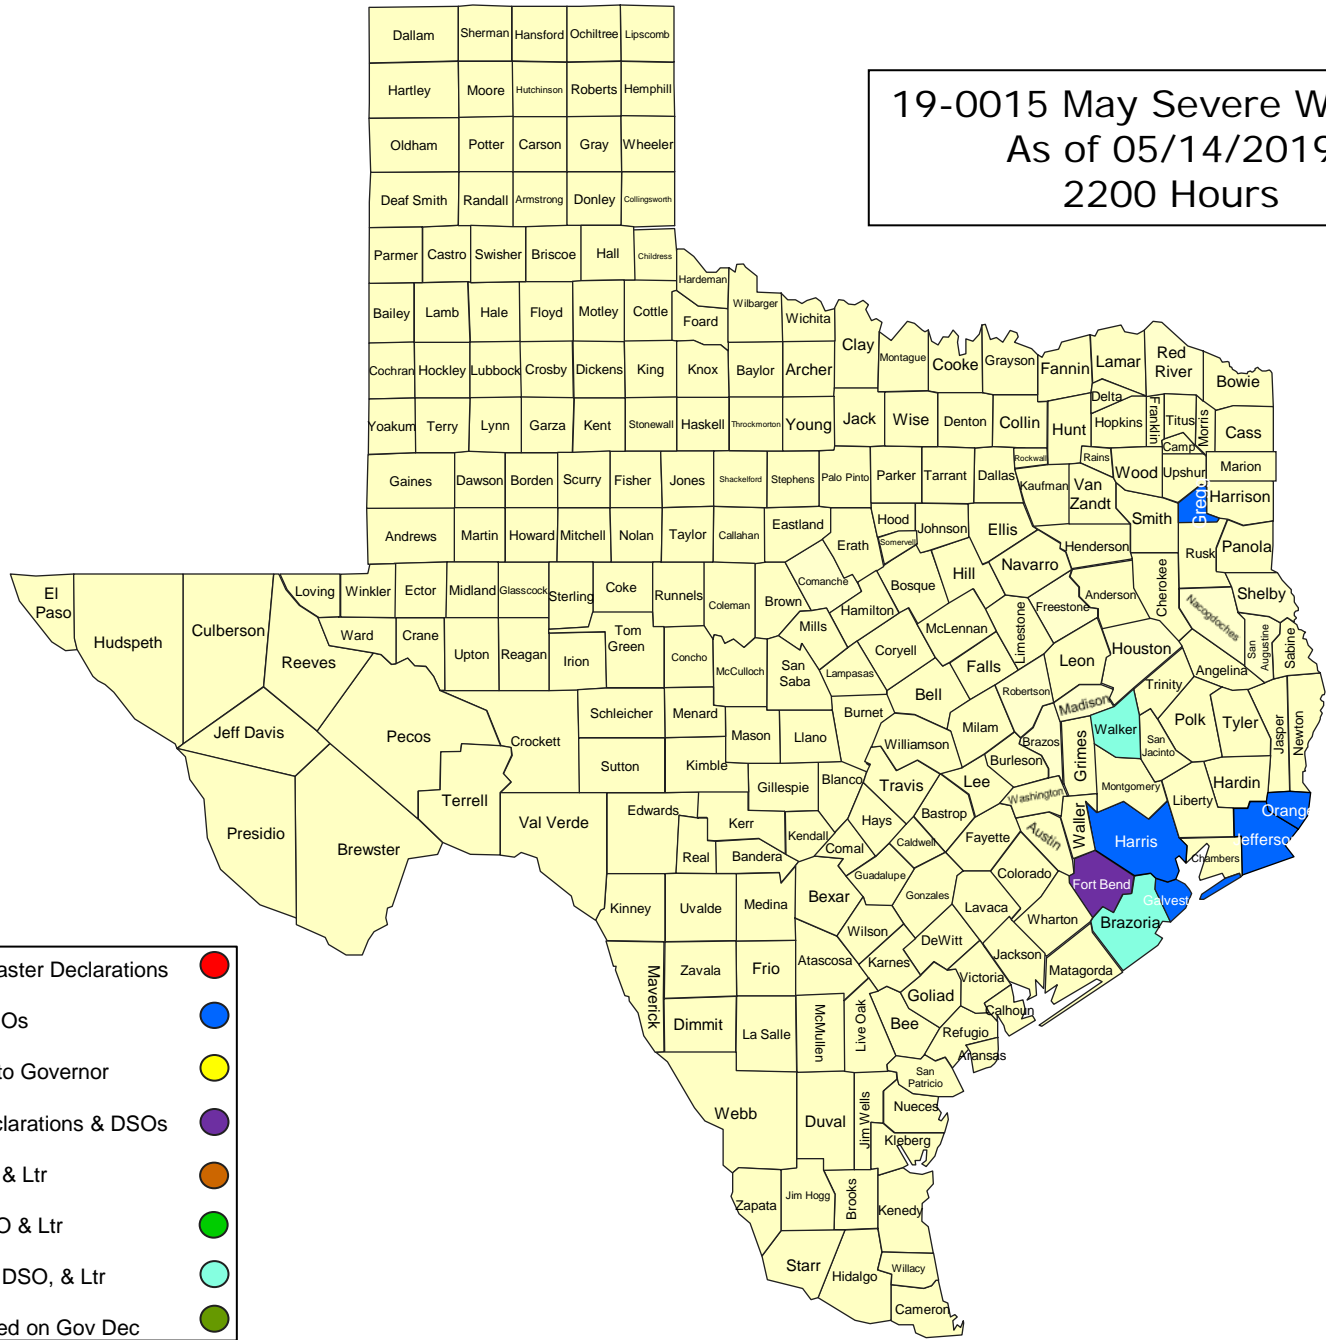 Dallam Sherman Hansford Ochiltree Lipscomb
Hartley Moore Hutchinson Roberts Hemphill
19-0015 May Severe W
As of 05/14/2019
2200 Hours
Oldham Potter Carson Gray Wheeler
Deaf Smith Randall Armstrong Donley Collingsworth
Parmer Castro Swisher Briscoe Hall Childress
Hardeman
Wilbarger
Bailey Lamb Hale Floyd Motley Cottle Foard Wichita
Clay Montague Cooke Grayson Fannin Lamar Red
River
Bowie
Cochran Hockley Lubbock Crosby Dickens King Knox Baylor Archer
Delta
Yoakum Terry Lynn Garza Kent Stonewall Haskell Throckmorton Young Jack Wise Denton Collin Hunt Hopkins Franklin Titus Morris Cass
Camp
Rockwall Rains
Gaines Dawson Borden Scurry Fisher Jones Shackelford Stephens Palo Pinto Parker Tarrant Dallas Kaufman Van
Zandt
Wood Upshur Marion
Gregg Harrison
Andrews Martin Howard Mitchell Nolan Taylor Callahan Eastland Erath Hood Somervell Johnson Ellis Henderson Smith Rusk Panola
El
Paso
Hudspeth Culberson Reeves Loving Winkler Ector Midland Glasscock Sterling Coke Runnels Coleman Brown Comanche Hamilton Bosque Hill Navarro Freestone Anderson Cherokee Nacogdoches Shelby
Ward Crane Upton Reagan Irion Tom
Green
Concho McCulloch San
Saba
Mills Lampasas Coryell McLennan Limestone Falls Leon Houston Angelina San
Augustine
Sabine
Jeff Davis Pecos Crockett Schleicher Menard Mason Llano Burnet Bell Milam Robertson Madison Walker Trinity San
Jacinto
Polk Tyler Jasper Newton
Sutton Kimble Gillespie Blanco Williamson Travis Lee Burleson Brazos Grimes Montgomery Liberty Hardin
Presidio Brewster Terrell Val Verde Edwards Kerr Kendall Hays Bastrop Washington Waller Orange
Real Bandera Comal Caldwell Fayette Austin Harris Chambers Jefferson
Kinney Uvalde Medina Bexar Guadalupe Gonzales Lavaca Colorado Fort Bend Galvest
Wilson DeWitt Wharton Brazoria
Maverick Zavala Frio Atascosa Karnes Jackson Matagorda
Victoria
Dimmit La Salle McMullen Live Oak Bee Goliad Refugio Calhoun
Aransas
San
Patricio
Webb Duval Jim Wells Nueces
Kleberg
Zapata Jim Hogg Brooks Kenedy
Starr Hidalgo Willacy
Cameron
aster Declarations
Os
to Governor
clarations & DSOs
& Ltr
O & Ltr
DSO, & Ltr
ed on Gov Dec